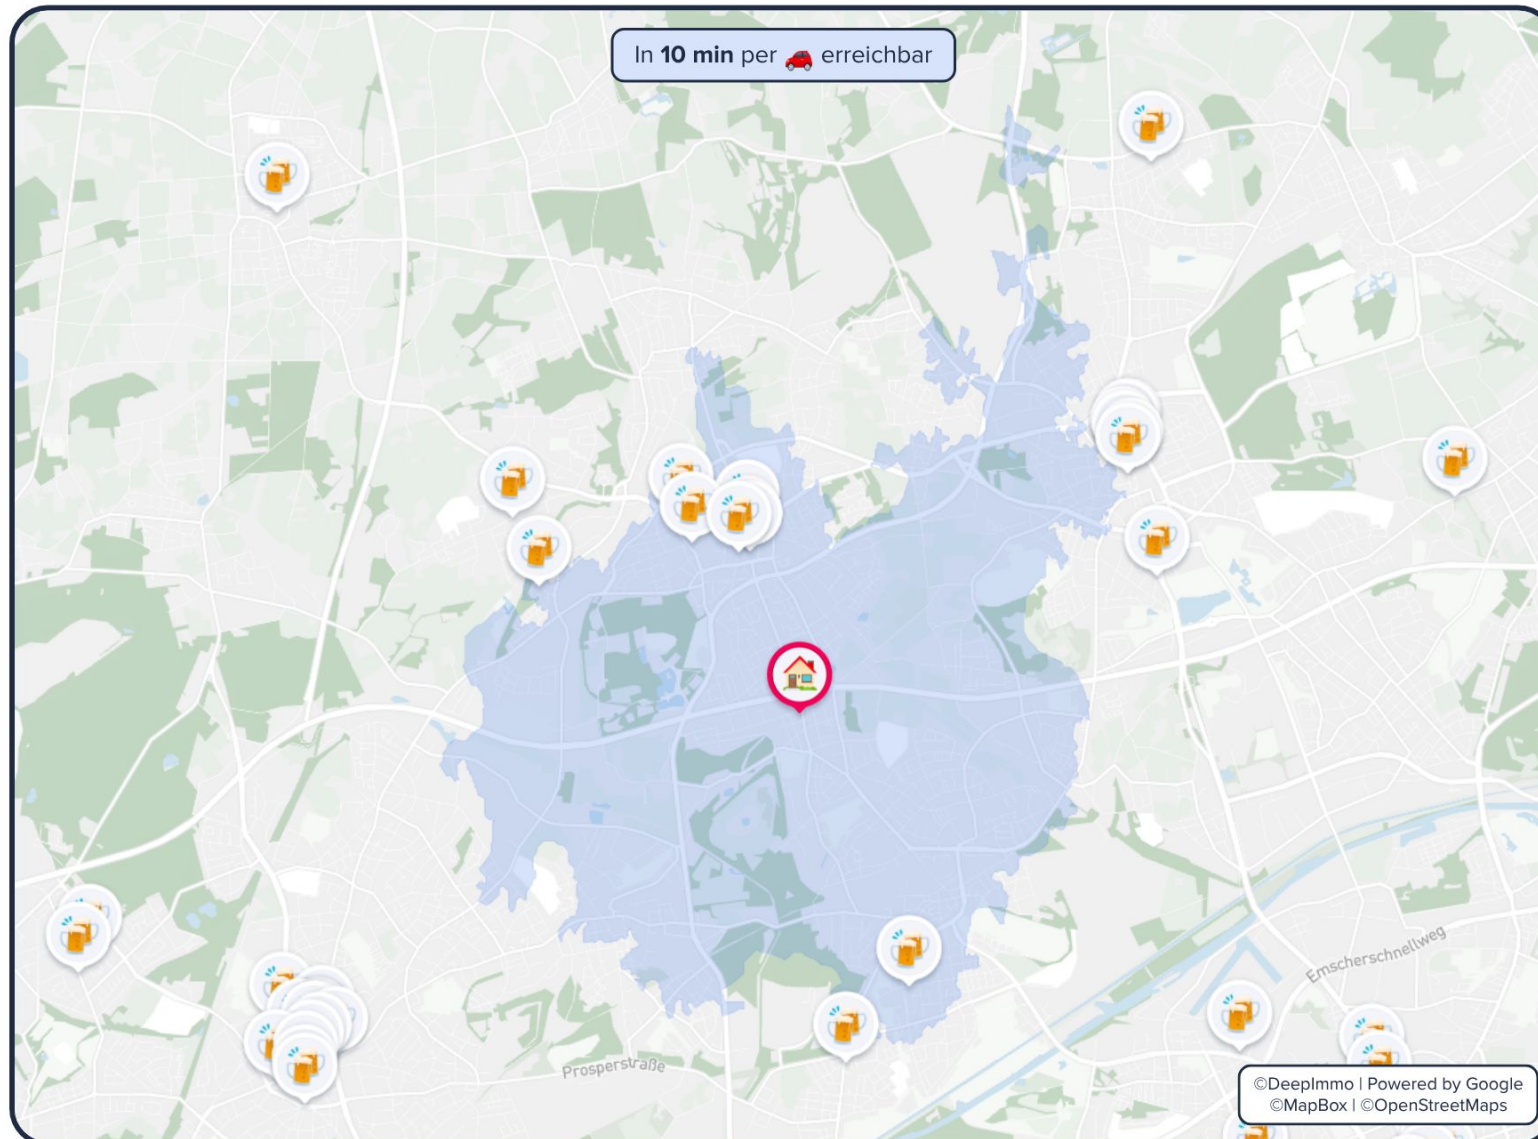 In 10 min per 🚗 erreichbar
Emscherschnellweg
Prosperstraße
©DeepImmo | Powered by Google
©MapBox | ©OpenStreetMaps